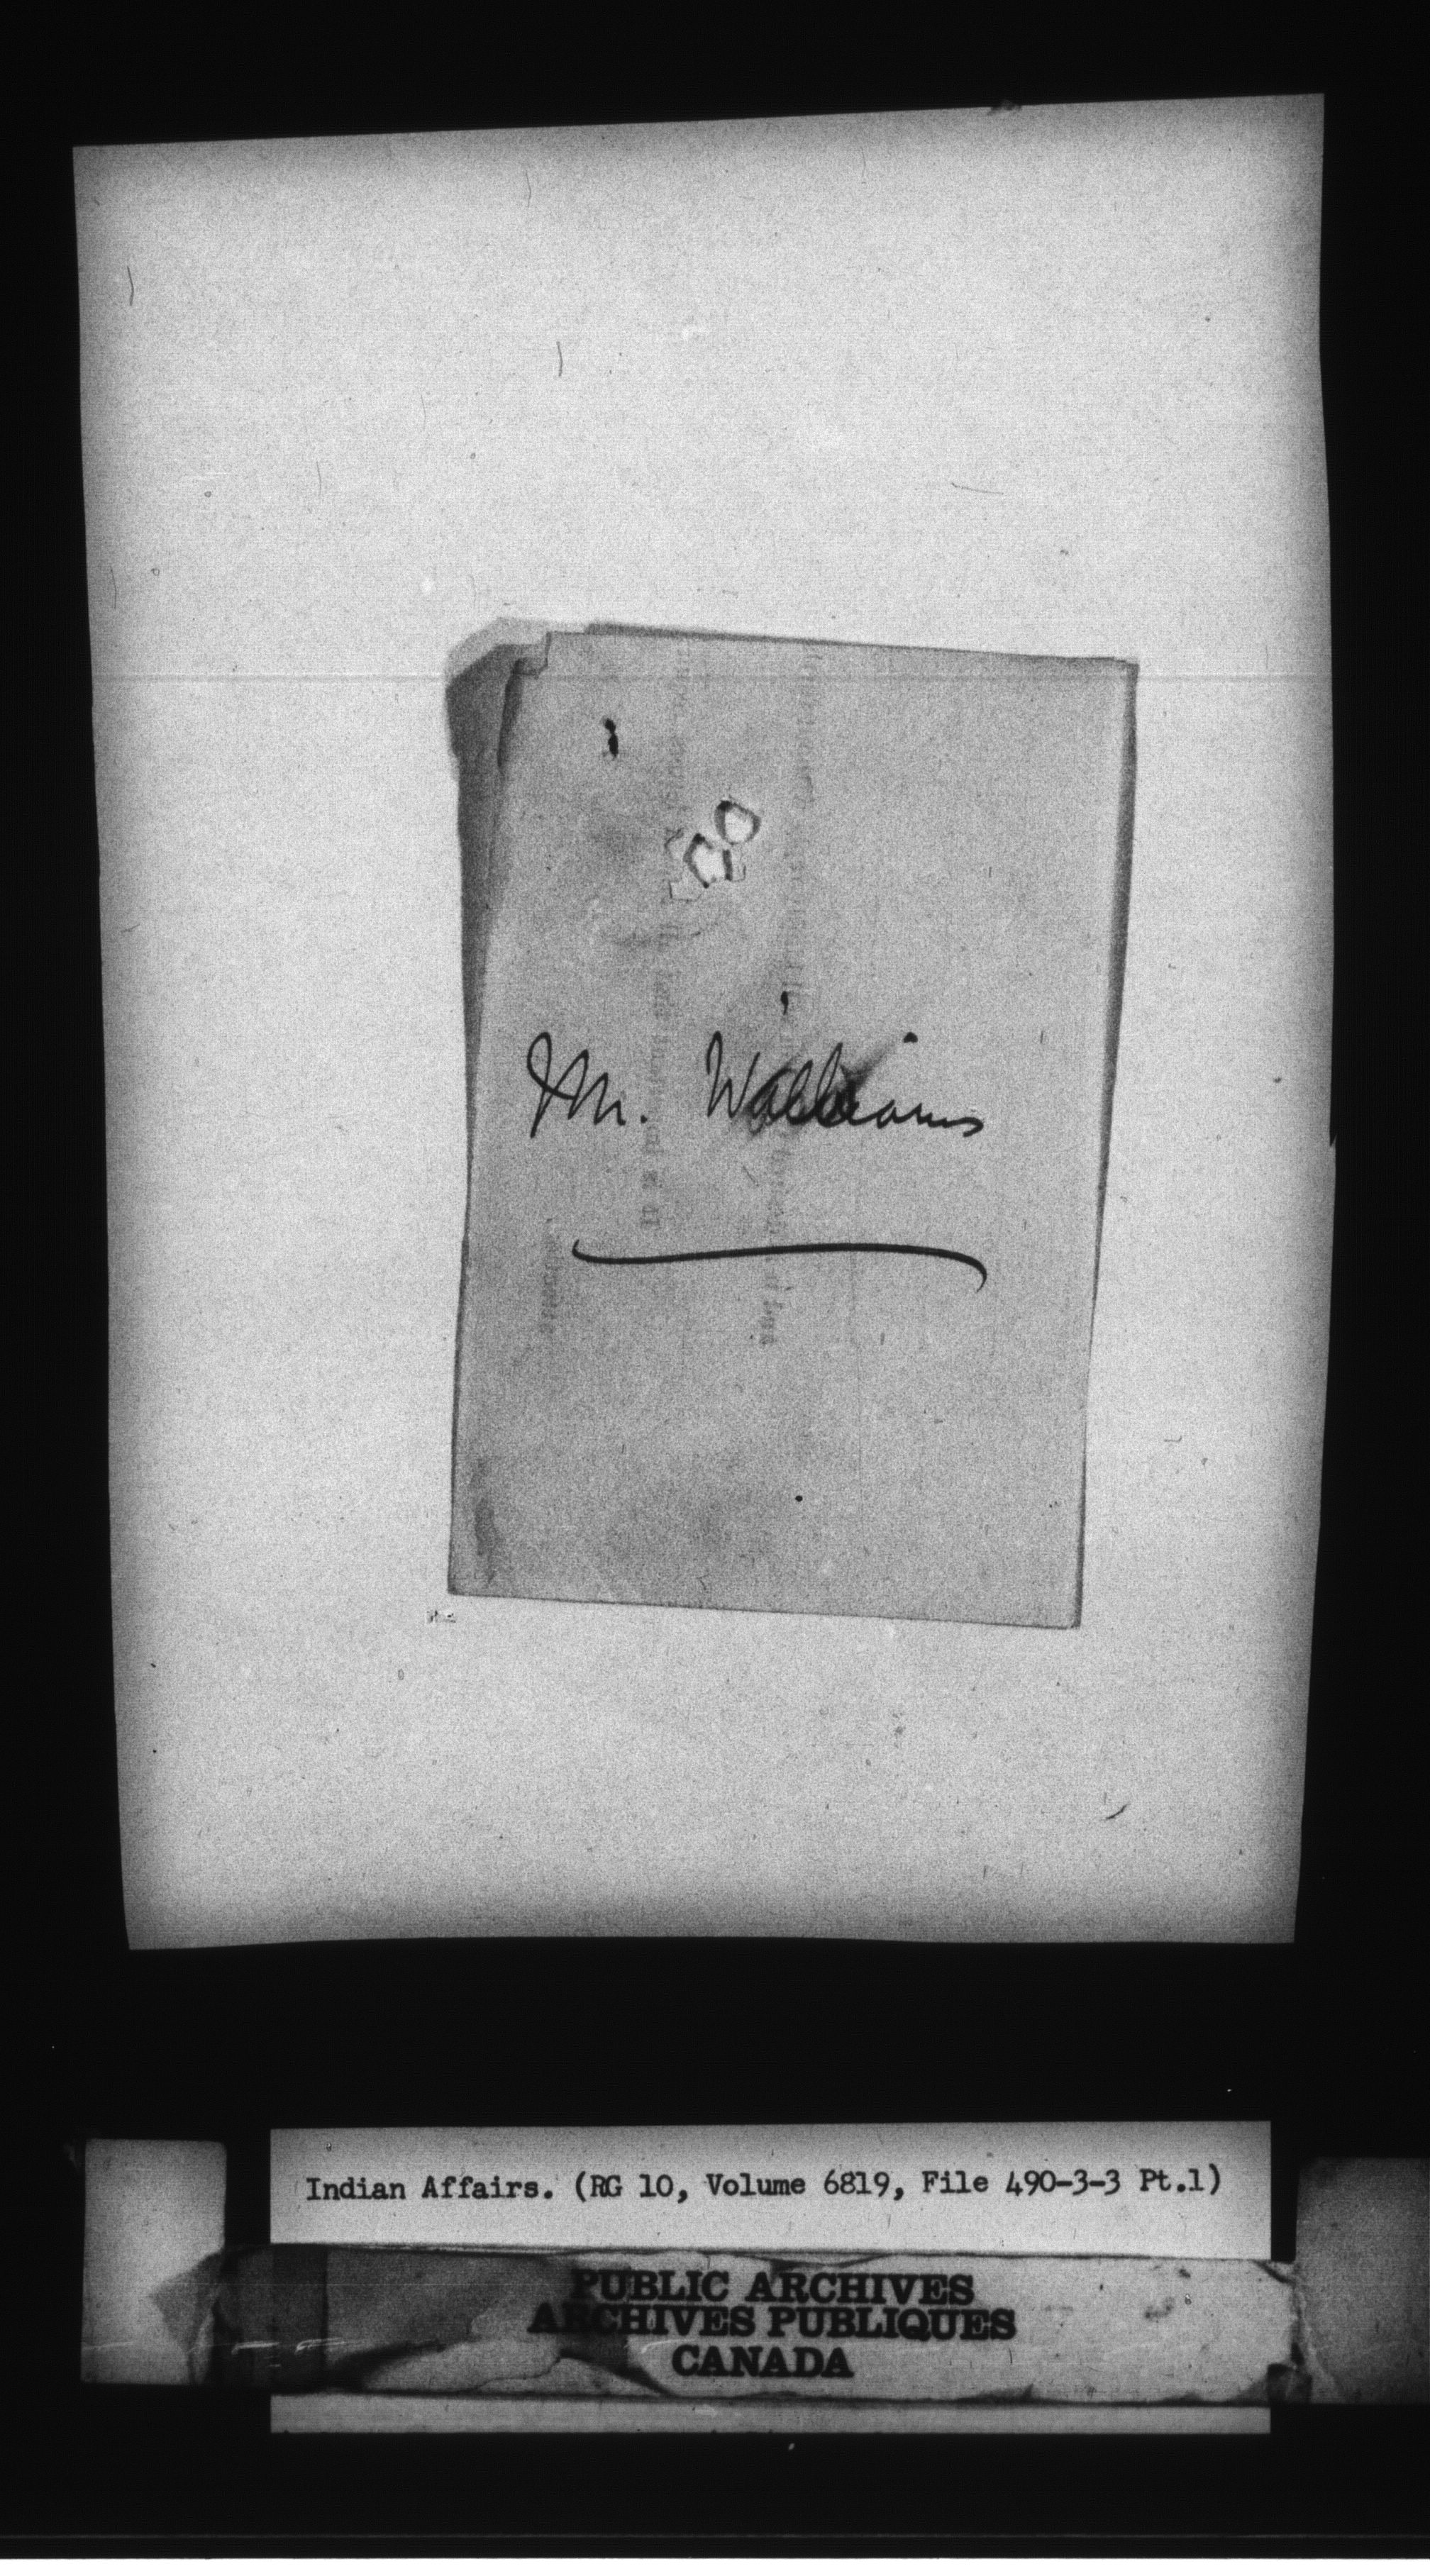 Mr. Williams
Indian Affairs. (RG 10, Volume 6819, File 490-3-3 Pt.1)
PUBLIC ARCHIVES
ARCHIVES PUBLIQUES
CANADA